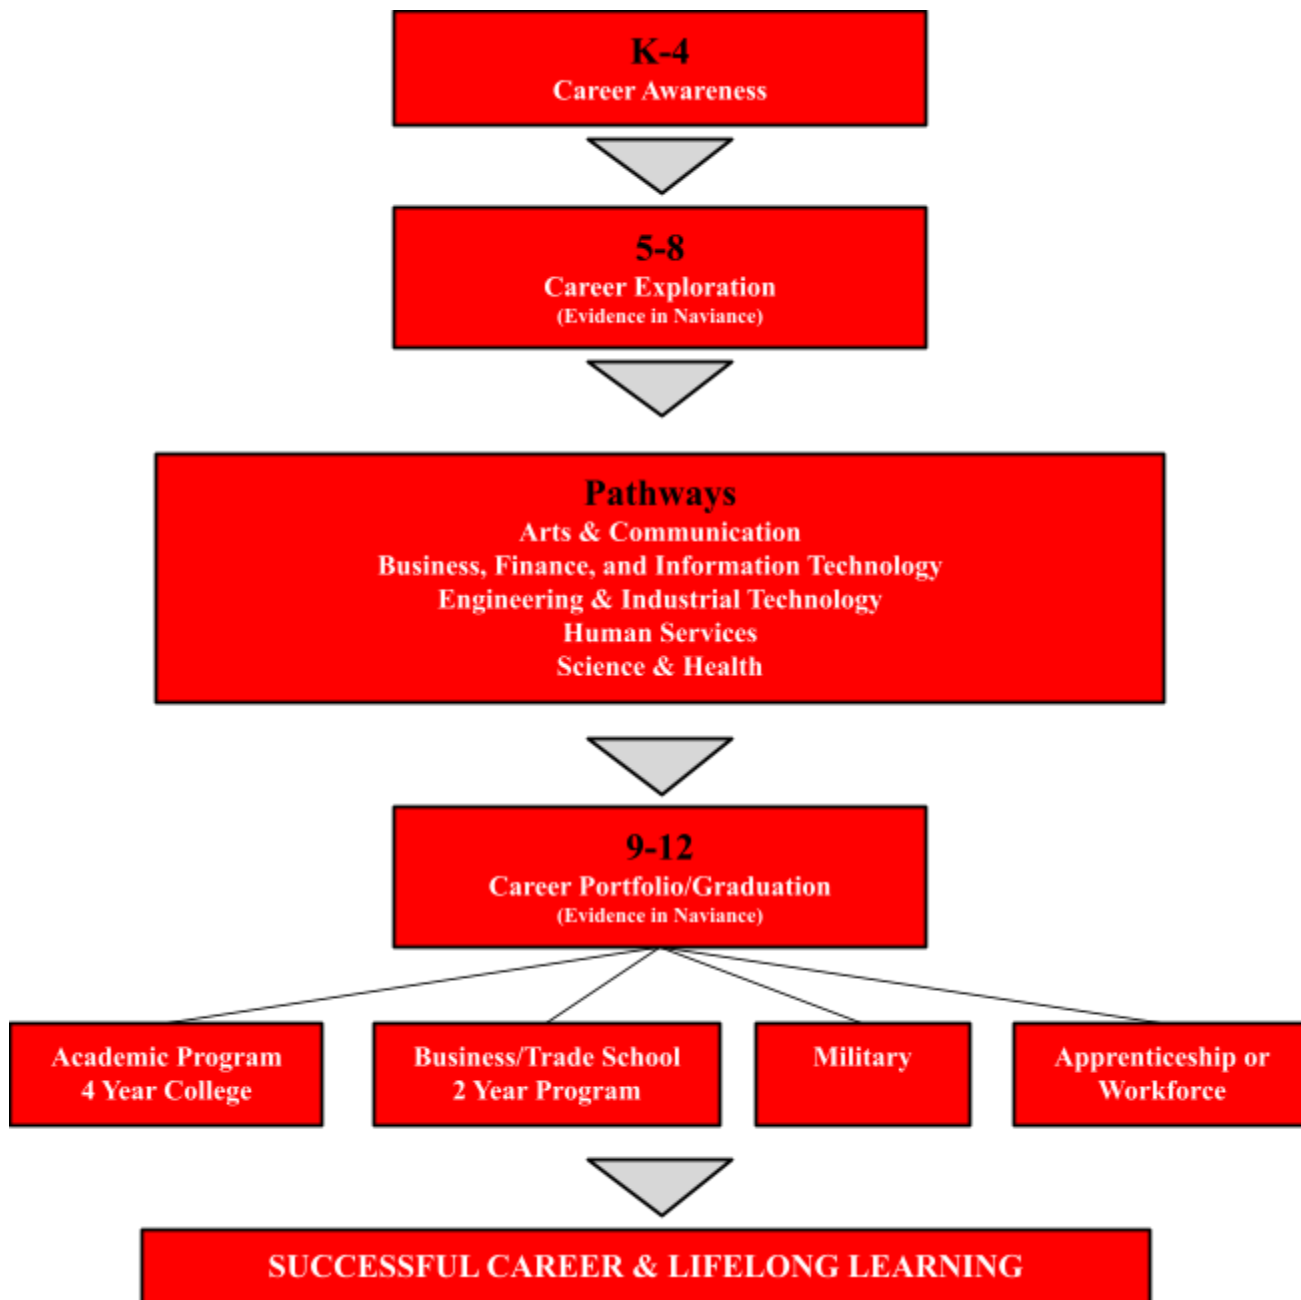 K-4
Career Awareness
5-8
Career Exploration
(Evidence in Naviance)
Pathways
Arts & Communication
Business, Finance, and Information Technology
Engineering & Industrial Technology
Human Services
Science & Health
9-12
Career Portfolio/Graduation
(Evidence in Naviance)
Academic Program
4 Year College
Business/Trade School
2 Year Program
Military
Apprenticeship or
Workforce
SUCCESSFUL CAREER & LIFELONG LEARNING